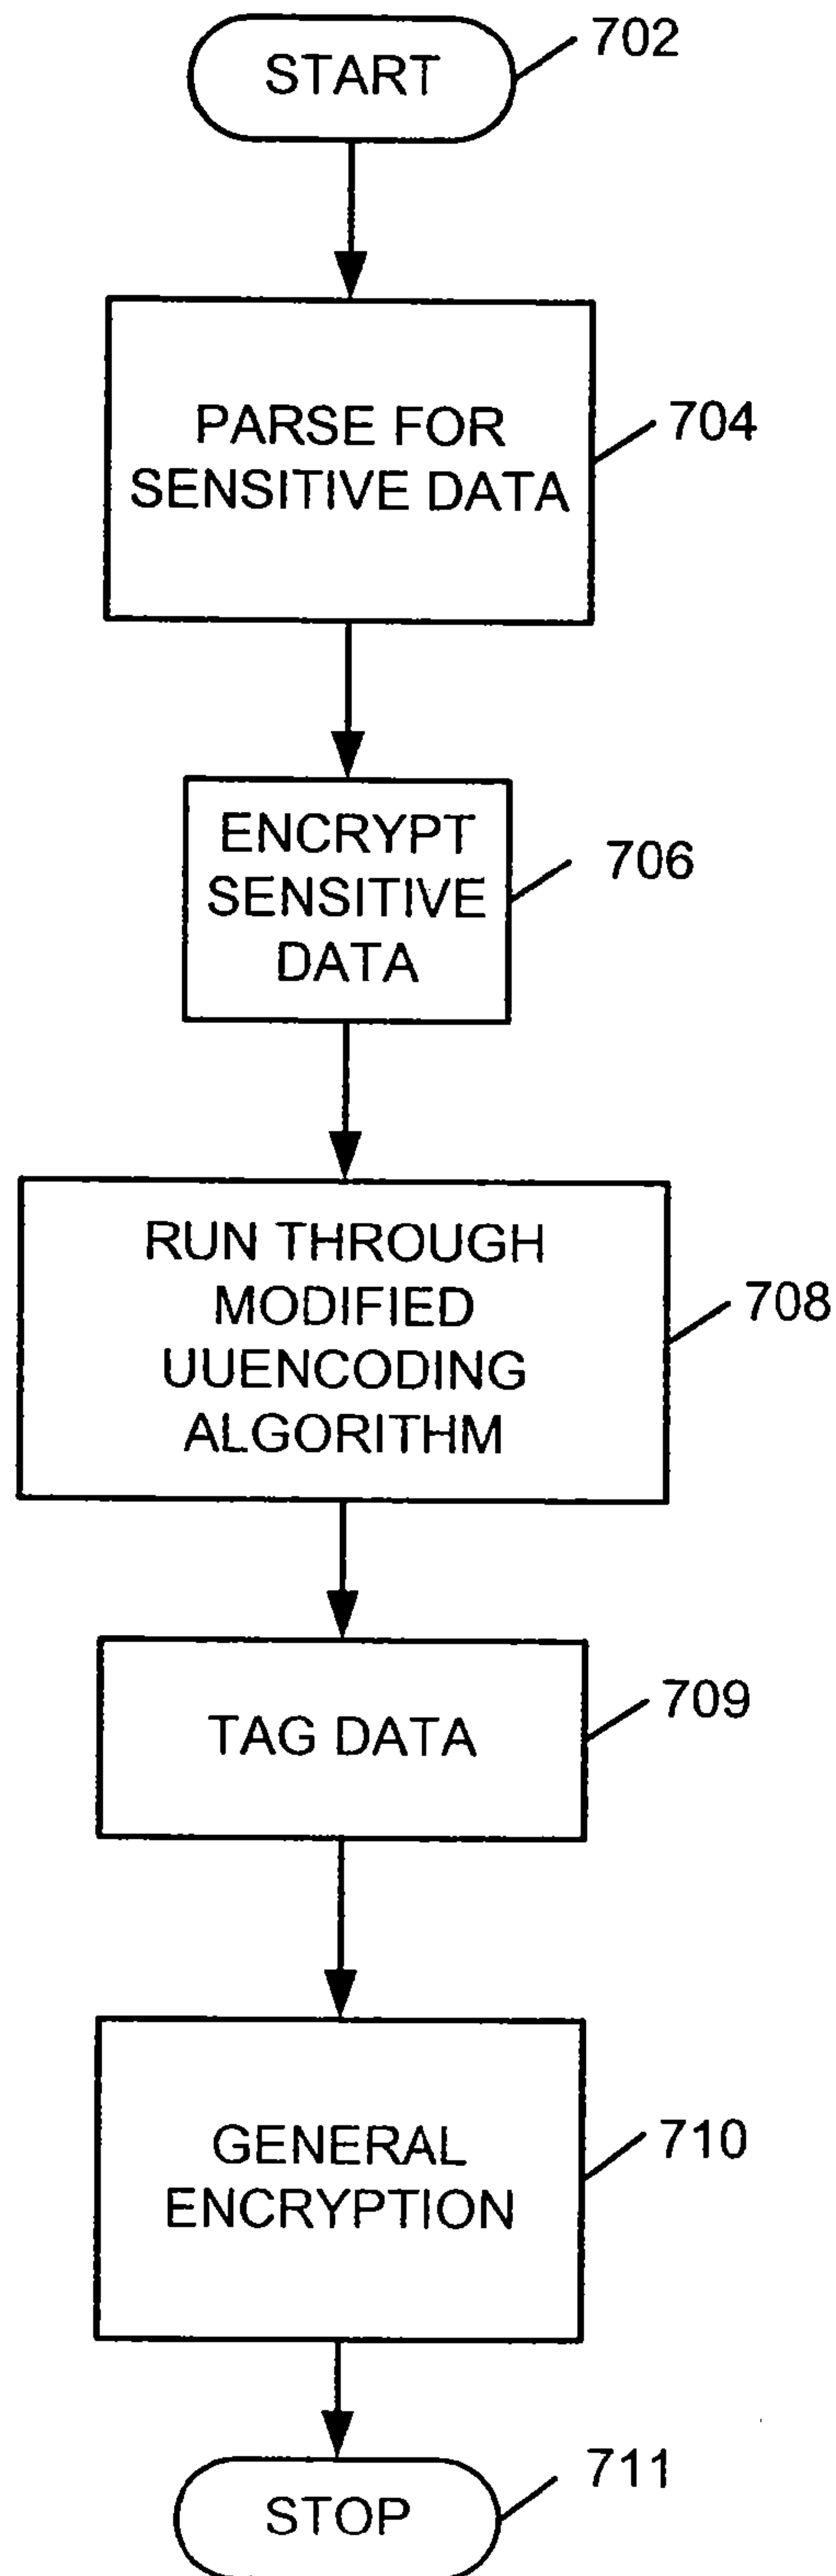 START
702
PARSE FOR
SENSITIVE DATA
704
ENCRYPT
SENSITIVE
DATA
706
RUN THROUGH
MODIFIED
UUENCODING
ALGORITHM
708
TAG DATA
709
GENERAL
ENCRYPTION
710
STOP
711